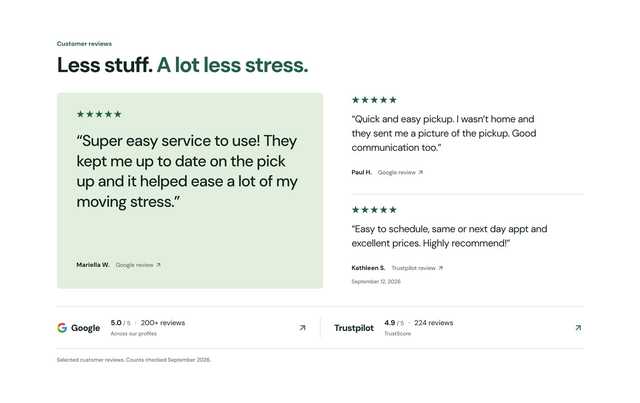 Customer reviews
Less stuff. A lot less stress.
★★★★★
“Super easy service to use! They
kept me up to date on the pick
up and it helped ease a lot of my
moving stress.”
Mariella W. Google review ↗
★★★★★
“Quick and easy pickup. I wasn’t home and
they sent me a picture of the pickup. Good
communication too.”
Paul H. Google review ↗
★★★★★
“Easy to schedule, same or next day appt and
excellent prices. Highly recommend!”
Kathleen S. Trustpilot review ↗
September 12, 2026
Google 5.0 / 5 · 200+ reviews ↗
Across our profiles
Trustpilot 4.9 / 5 · 224 reviews ↗
TrustScore
Selected customer reviews. Counts checked September 2026.